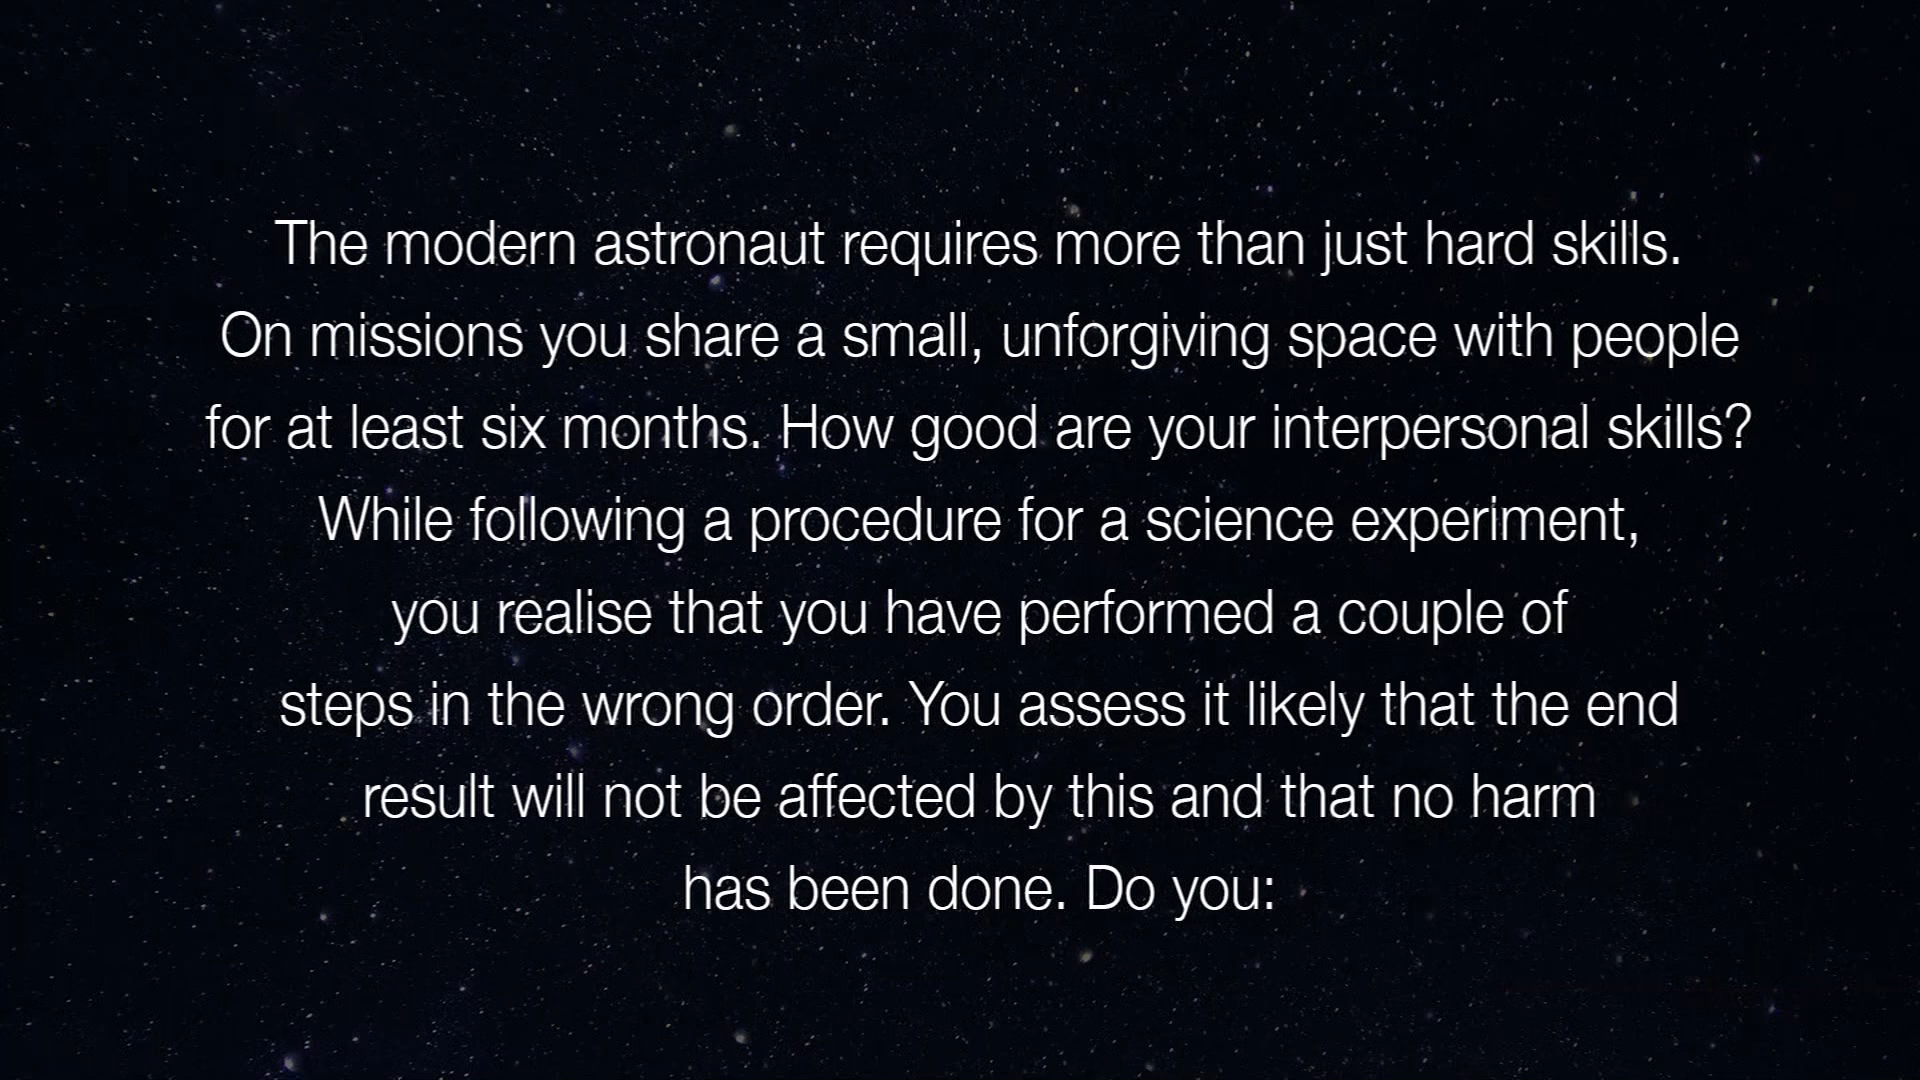 The modern astronaut requires more than just hard skills.
On missions you share a small, unforgiving space with people
for at least six months. How good are your interpersonal skills?
While following a procedure for a science experiment,
you realise that you have performed a couple of
steps in the wrong order. You assess it likely that the end
result will not be affected by this and that no harm
has been done. Do you: